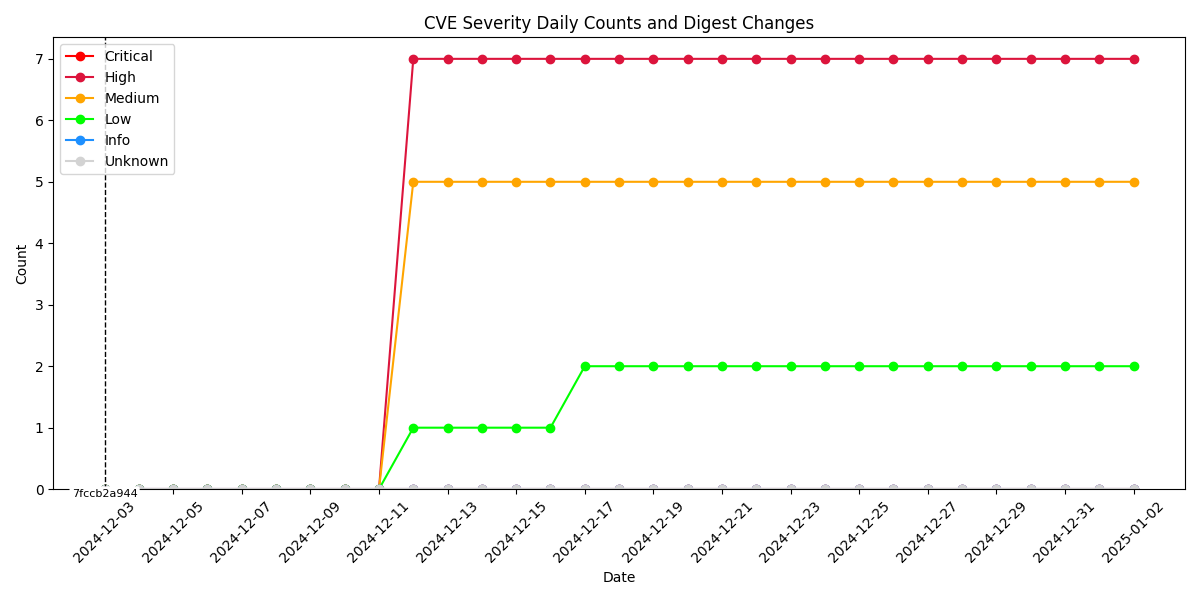 CVE Severity Daily Counts and Digest Changes
Critical
High
Medium
Low
Info
Unknown
7
6
5
4
3
2
1
0
Count
7fccb2a944
2024-12-03
2024-12-05
2024-12-07
2024-12-09
2024-12-11
2024-12-13
2024-12-15
2024-12-17
2024-12-19
2024-12-21
2024-12-23
2024-12-25
2024-12-27
2024-12-29
2024-12-31
2025-01-02
Date